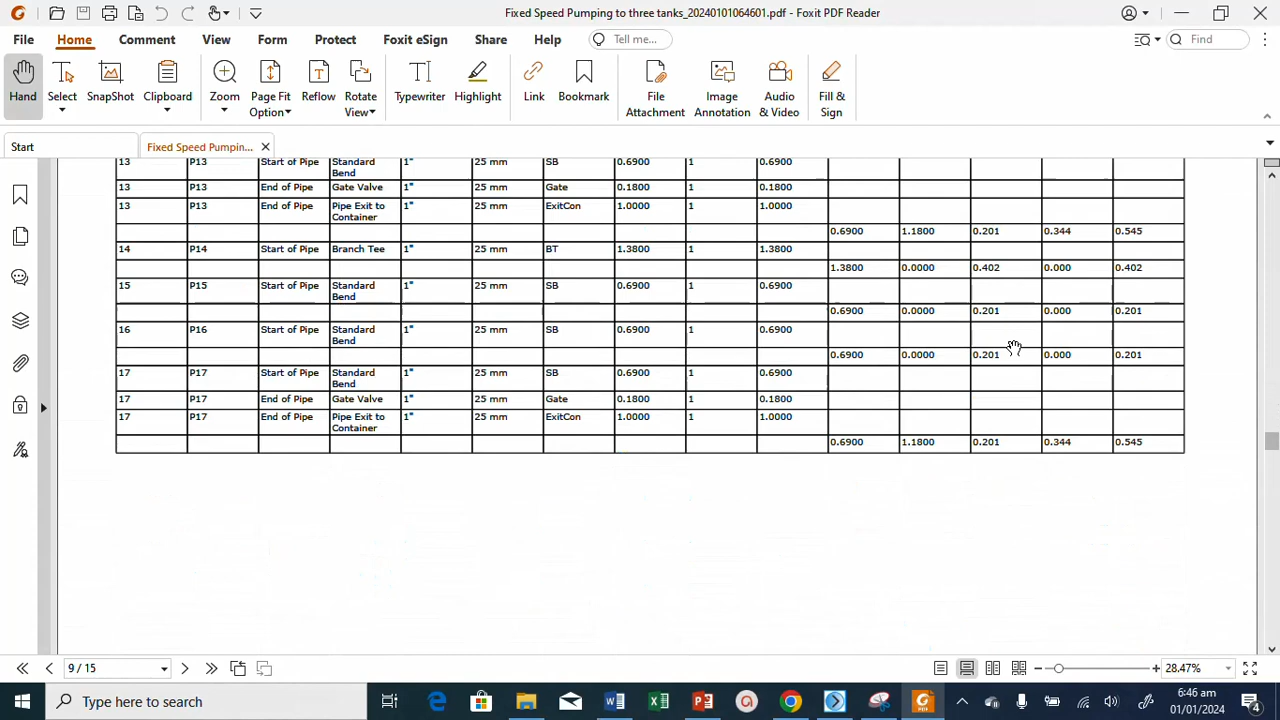 Fixed Speed Pumping to three tanks_20240101064601.pdf - Foxit PDF Reader
File Home Comment View Form Protect Foxit eSign Share Help Tell me... Find
Hand Select SnapShot Clipboard Zoom Page Fit Option Reflow Rotate View Typewriter Highlight Link Bookmark File Attachment Image Annotation Audio & Video Fill & Sign
Start Fixed Speed Pumpin...
13 P13 Start of Pipe Standard Bend 1" 25 mm SB 0.6900 1 0.6900
13 P13 End of Pipe Gate Valve 1" 25 mm Gate 0.1800 1 0.1800
13 P13 End of Pipe Pipe Exit to Container 1" 25 mm ExitCon 1.0000 1 1.0000
0.6900 1.1800 0.201 0.344 0.545
14 P14 Start of Pipe Branch Tee 1" 25 mm BT 1.3800 1 1.3800
1.3800 0.0000 0.402 0.000 0.402
15 P15 Start of Pipe Standard Bend 1" 25 mm SB 0.6900 1 0.6900
0.6900 0.0000 0.201 0.000 0.201
16 P16 Start of Pipe Standard Bend 1" 25 mm SB 0.6900 1 0.6900
0.6900 0.0000 0.201 0.000 0.201
17 P17 Start of Pipe Standard Bend 1" 25 mm SB 0.6900 1 0.6900
17 P17 End of Pipe Gate Valve 1" 25 mm Gate 0.1800 1 0.1800
17 P17 End of Pipe Pipe Exit to Container 1" 25 mm ExitCon 1.0000 1 1.0000
0.6900 1.1800 0.201 0.344 0.545
9 / 15 28.47%
Type here to search 6:46 am
01/01/2024 4